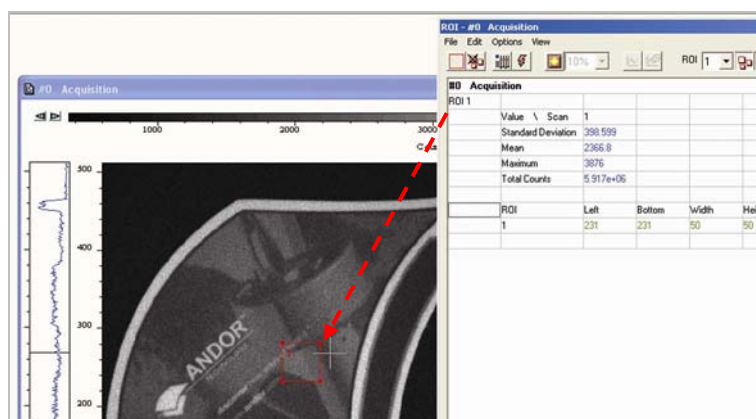 ROI - #0 Acquisition
File Edit Options View
10%
ROI 1
#0 Acquisition
ROI 1
Value \ Scan 1
Standard Deviation 398.599
Mean 2366.8
Maximum 3876
Total Counts 5.917e+06
ROI Left Bottom Width
1 231 231 50 50
#0 Acquisition
1000 2000 3000
500
400
300
200
ANDOR